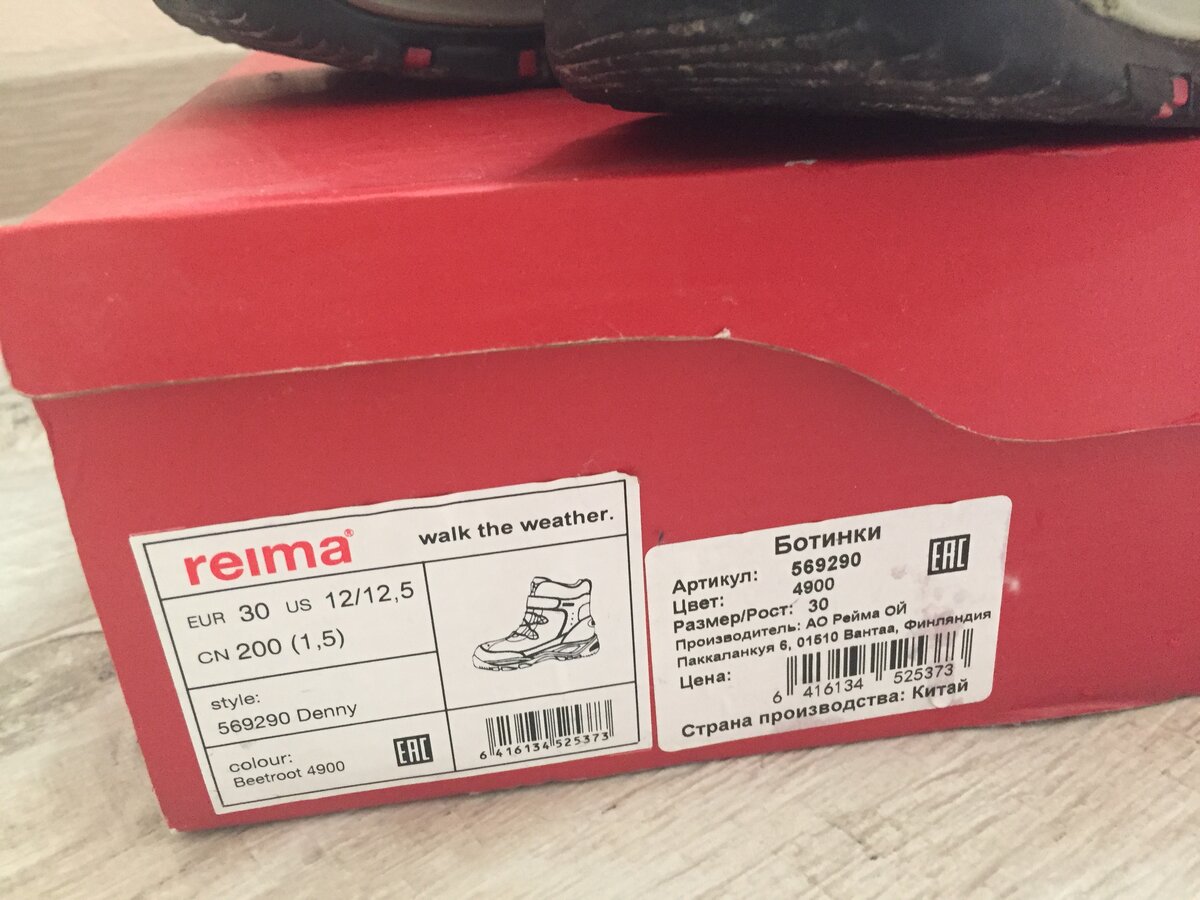 reima®
walk the weather.
EUR 30 US 12/12,5
CN 200 (1,5)
style:
569290 Denny
colour:
Beetroot 4900
EAC
6 416134 525373
Ботинки
EAC
Артикул: 569290
Цвет: 4900
Размер/Рост: 30
Производитель: АО Рейма ОЙ
Паккаланкуя 6, 01510 Вантаа, Финляндия
Цена:
6 416134 525373
Страна производства: Китай